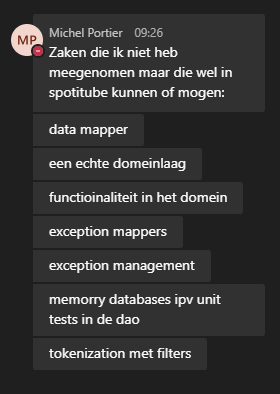 MP
Michel Portier 09:26
Zaken die ik niet heb
meegenomen maar die wel in
spotitube kunnen of mogen:
data mapper
een echte domeinlaag
functioinaliteit in het domein
exception mappers
exception management
memorry databases ipv unit
tests in de dao
tokenization met filters